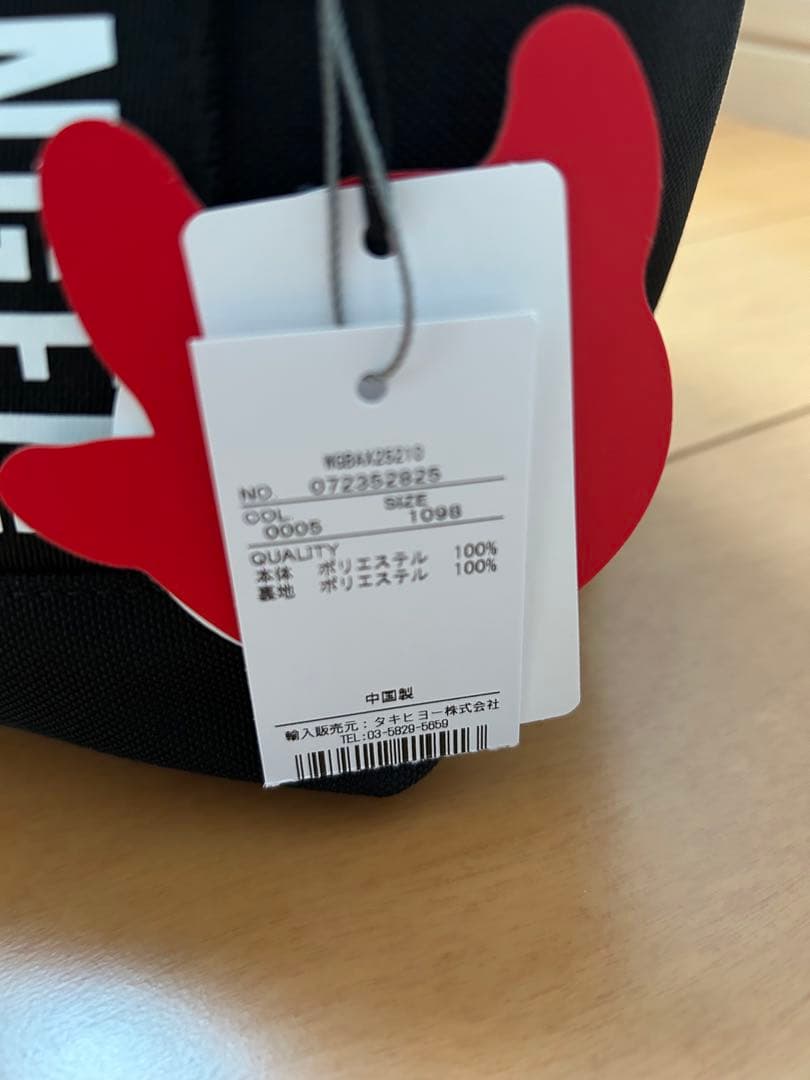 W9BAK25210
NO. 072352825
COL. SIZE
0005 1098
QUALITY
本体 ポリエステル 100%
裏地 ポリエステル 100%
中国製
輸入販売元：タキヒヨー株式会社
TEL:03-5829-5659